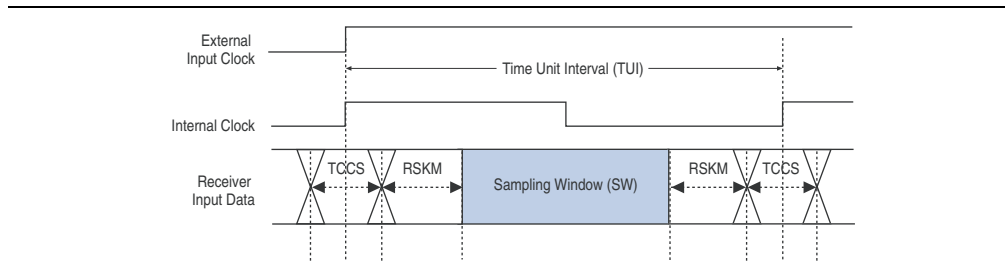 External
Input Clock
Time Unit Interval (TUI)
Internal Clock
Receiver
Input Data
TCCS
RSKM
Sampling Window (SW)
RSKM
TCCS